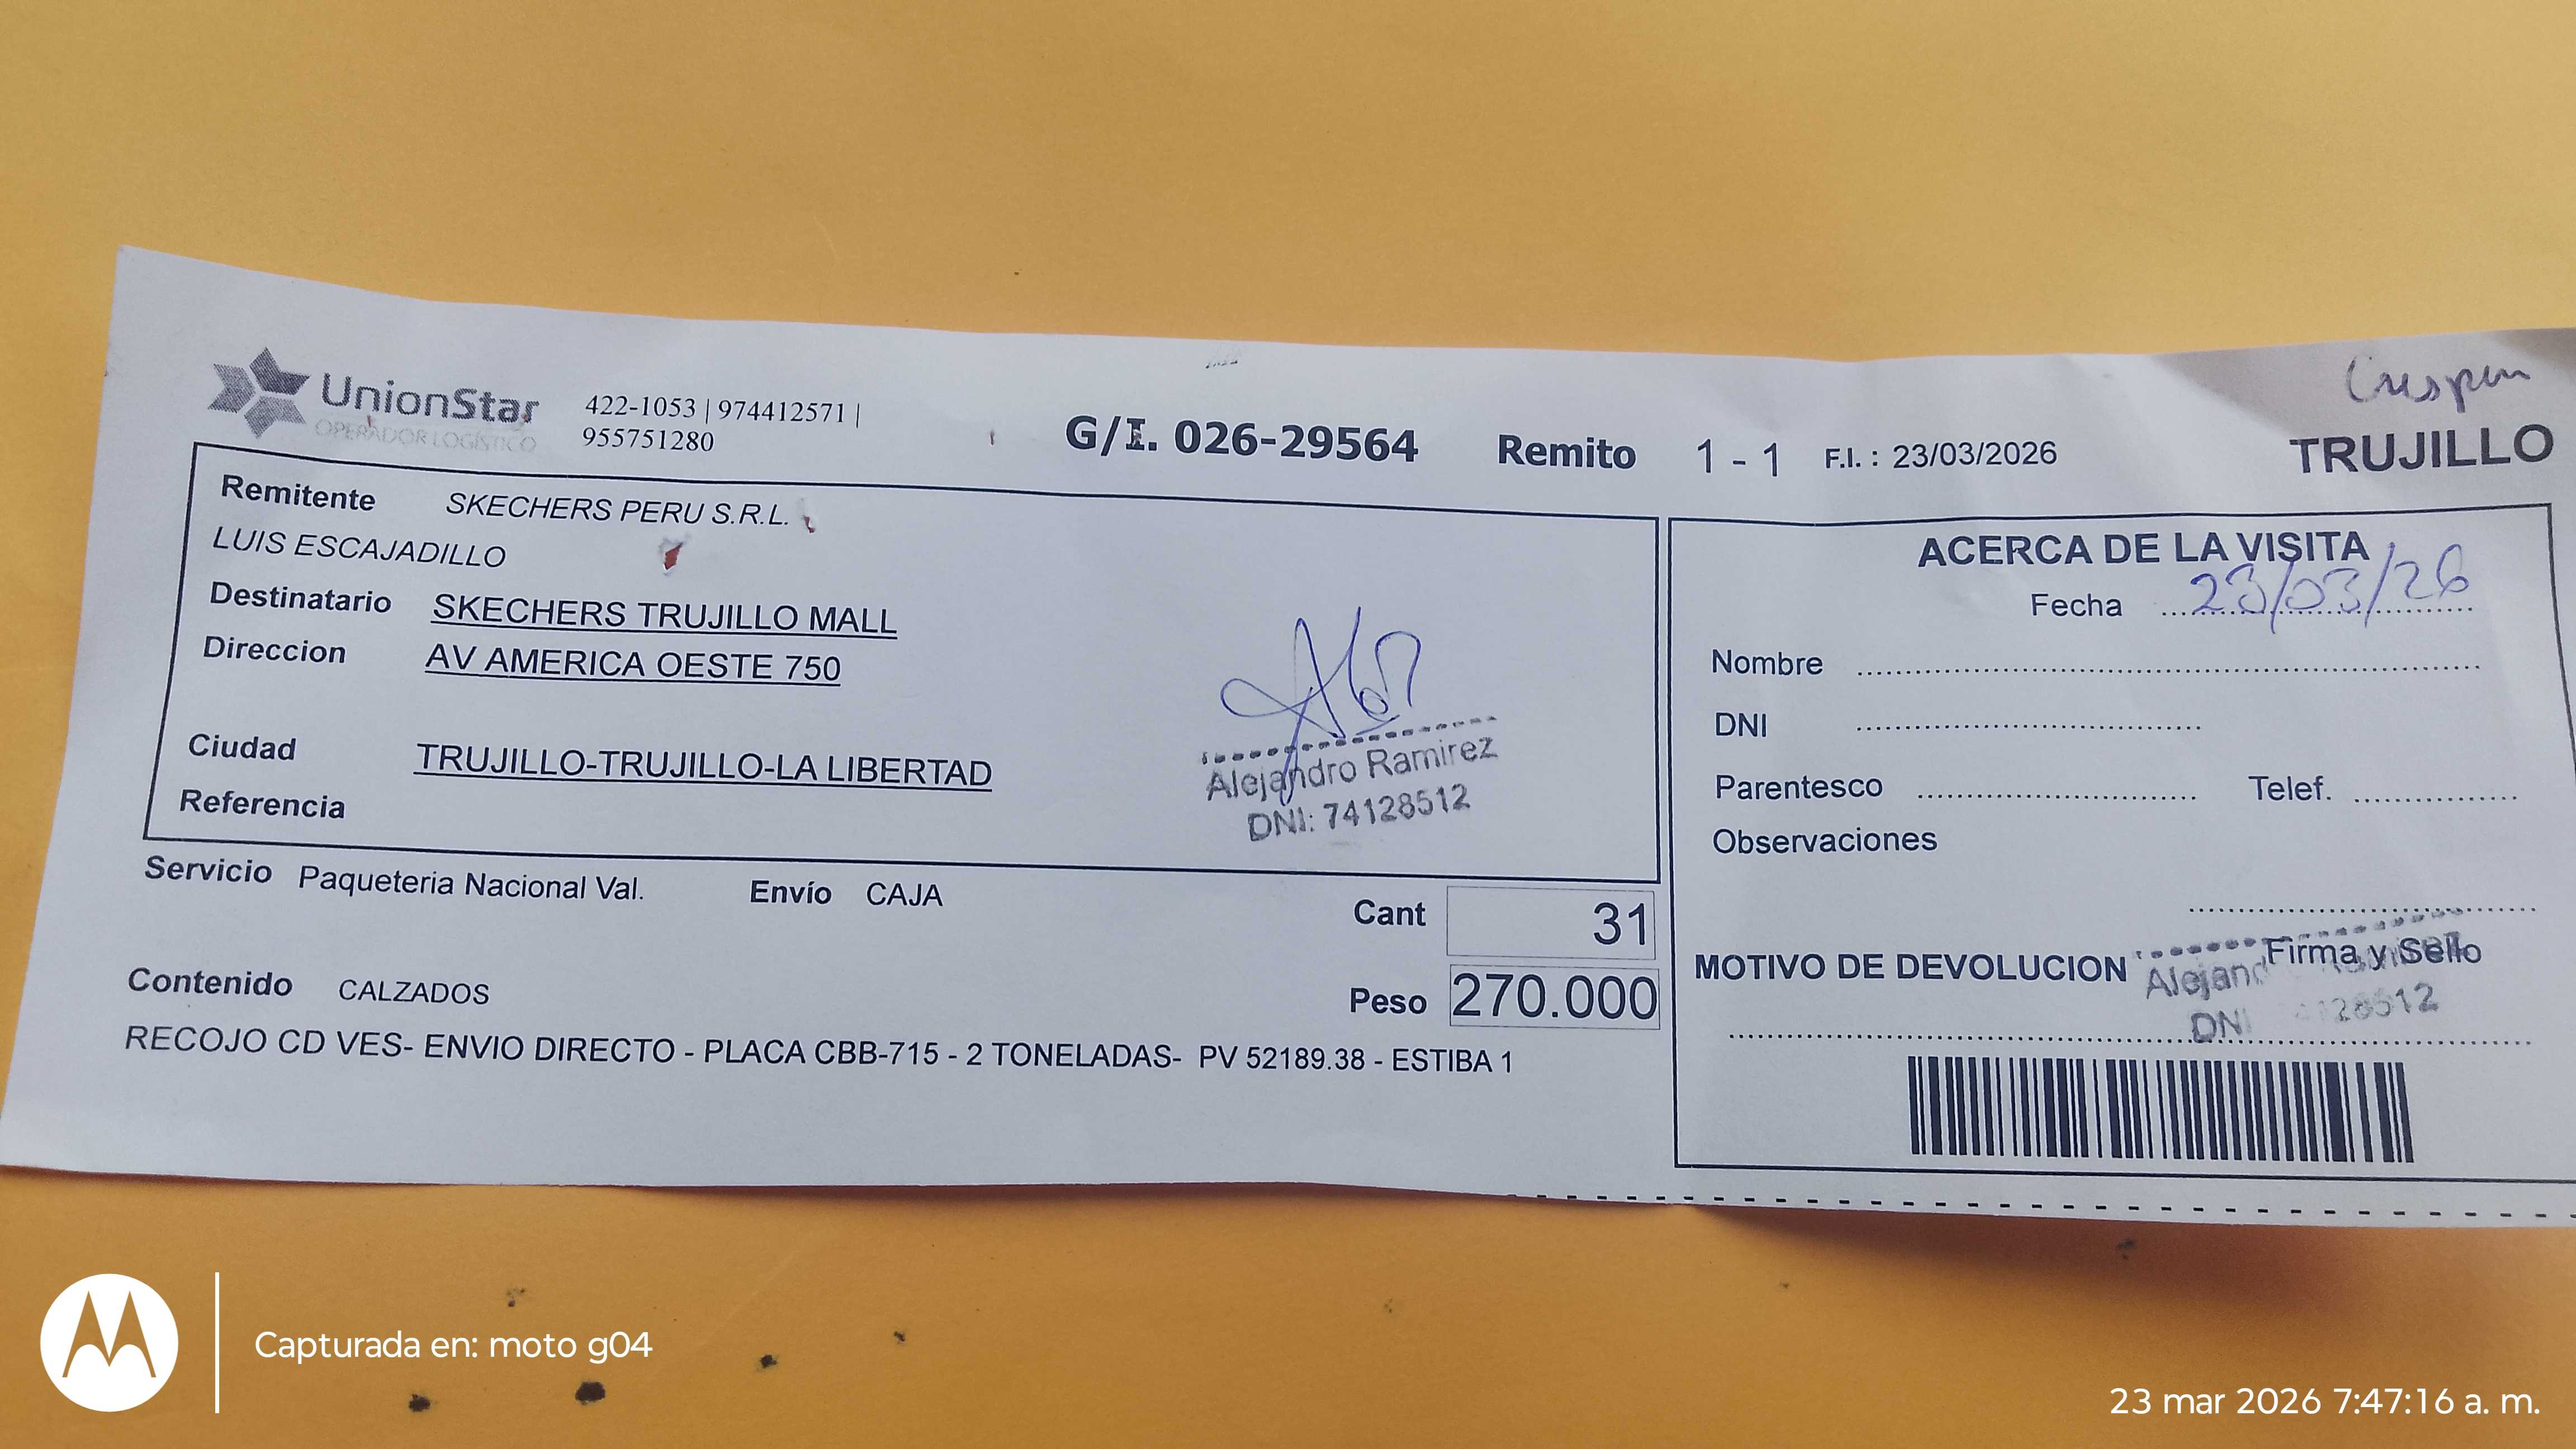 Crespin
UnionStar
OPERADOR LOGÍSTICO
422-1053 | 974412571 |
955751280
G/I. 026-29564 Remito 1 - 1 F.I. : 23/03/2026 TRUJILLO
Remitente SKECHERS PERU S.R.L.
LUIS ESCAJADILLO
Destinatario SKECHERS TRUJILLO MALL
Direccion AV AMERICA OESTE 750
Ciudad TRUJILLO-TRUJILLO-LA LIBERTAD
Referencia
Alejandro Ramirez
DNI: 74128512
Servicio Paqueteria Nacional Val. Envío CAJA
Cant 31
Contenido CALZADOS
Peso 270.000
RECOJO CD VES- ENVIO DIRECTO - PLACA CBB-715 - 2 TONELADAS- PV 52189.38 - ESTIBA 1
ACERCA DE LA VISITA
Fecha 23/03/26
Nombre
DNI
Parentesco Telef.
Observaciones
Firma y Sello
MOTIVO DE DEVOLUCION
Capturada en: moto g04
23 mar 2026 7:47:16 a. m.